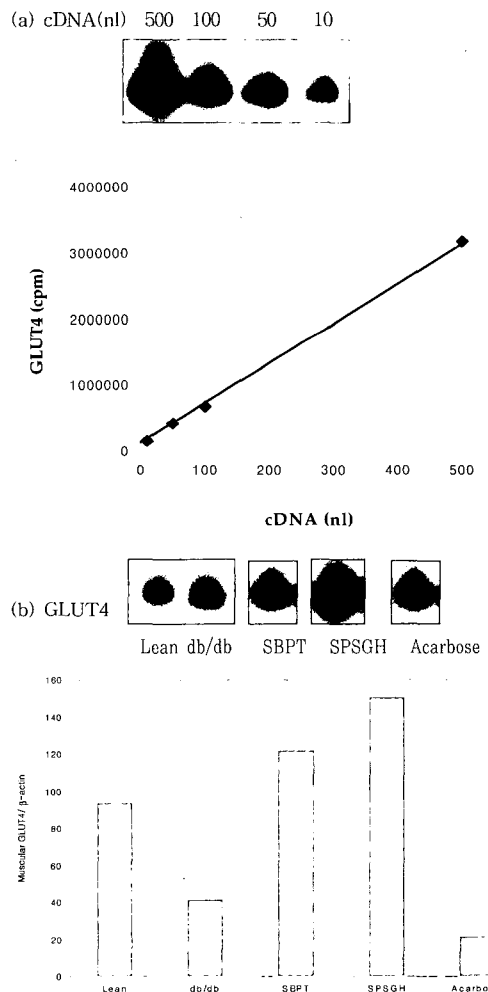 (a) cDNA(nl) 500 100 50 10
4000000
3000000
2000000
1000000
0
GLUT4 (cpm)
0 100 200 300 400 500
cDNA (nl)
(b) GLUT4
Lean db/db SBPT SPSGH Acarbose
160
140
120
100
80
60
40
20
0
Muscular GLUT4/ β-actin
Lean db/db SBPT SPSGH Acarbo